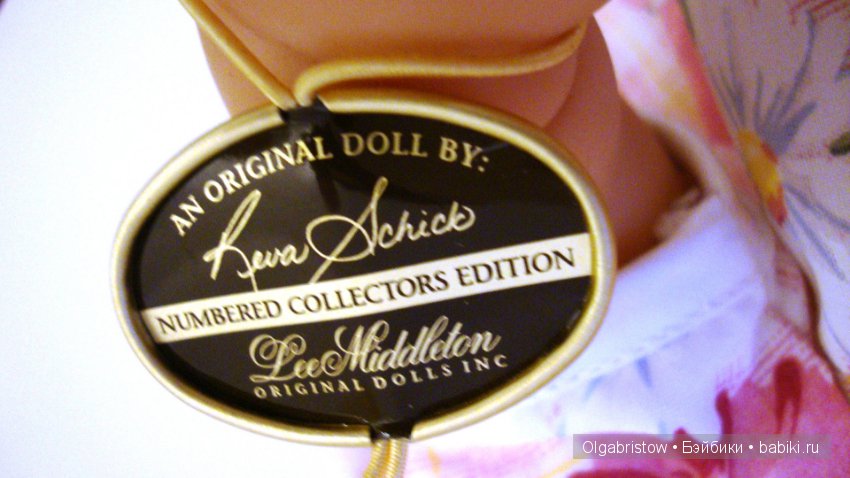 AN ORIGINAL DOLL BY:
Reva Schick
NUMBERED COLLECTORS EDITION
Lee Middleton
ORIGINAL DOLLS INC
Olgabristow • Бэйбики • babiki.ru